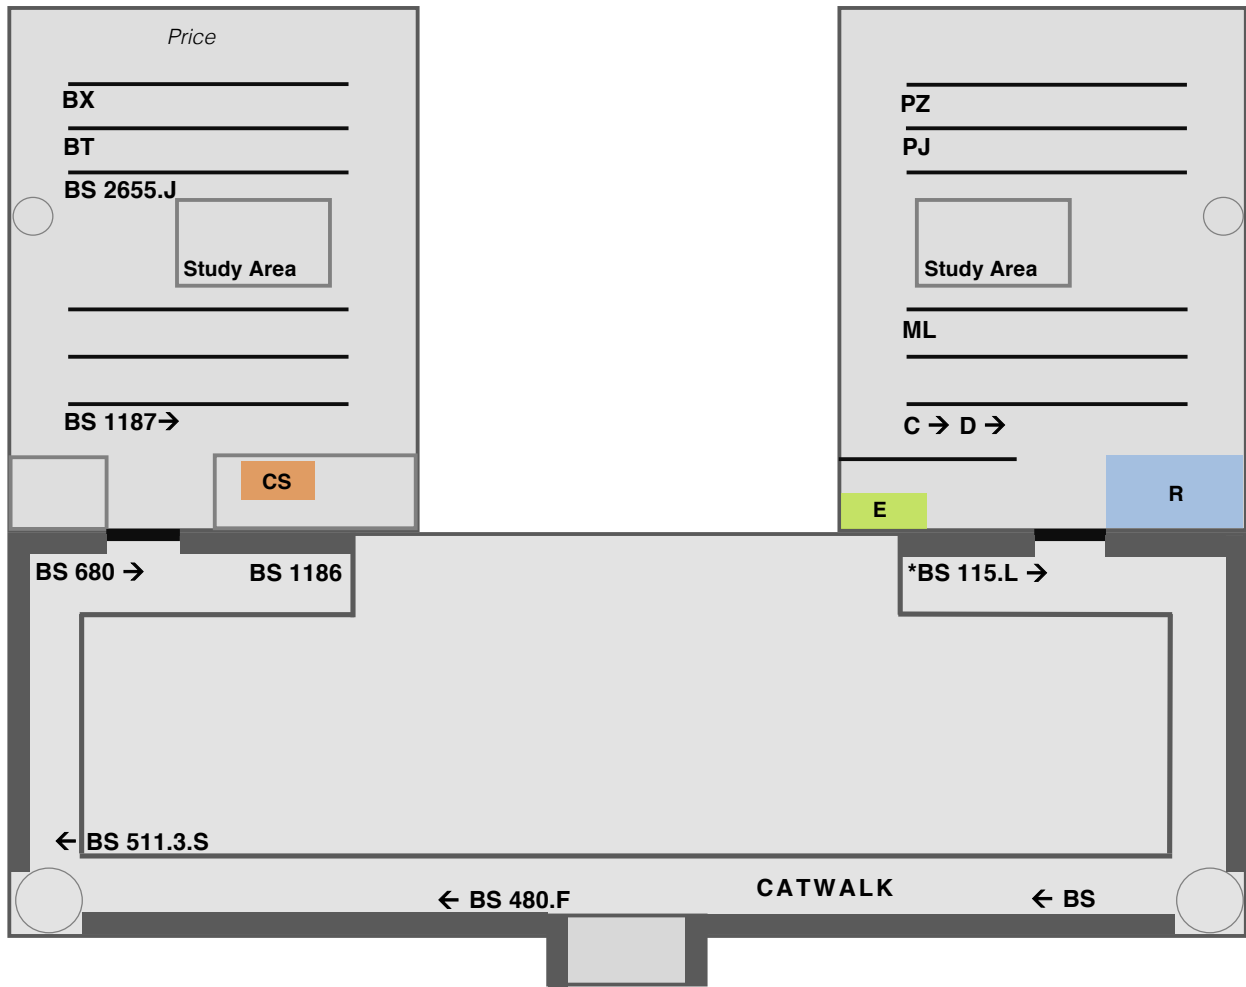 Price
BX
BT
BS 2655.J
Study Area
BS 1187→
CS
PZ
PJ
Study Area
ML
C → D →
E
R
BS 680 →
BS 1186
*BS 115.L →
← BS 511.3.S
← BS 480.F
CATWALK
← BS